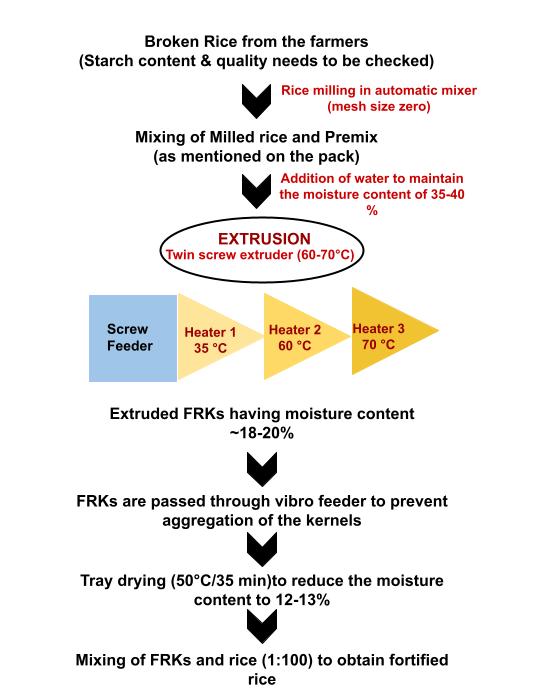 Broken Rice from the farmers
(Starch content & quality needs to be checked)
Rice milling in automatic mixer
(mesh size zero)
Mixing of Milled rice and Premix
(as mentioned on the pack)
Addition of water to maintain
the moisture content of 35-40
%
EXTRUSION
Twin screw extruder (60-70°C)
Screw
Feeder
Heater 1
35 °C
Heater 2
60 °C
Heater 3
70 °C
Extruded FRKs having moisture content
~18-20%
FRKs are passed through vibro feeder to prevent
aggregation of the kernels
Tray drying (50°C/35 min)to reduce the moisture
content to 12-13%
Mixing of FRKs and rice (1:100) to obtain fortified
rice